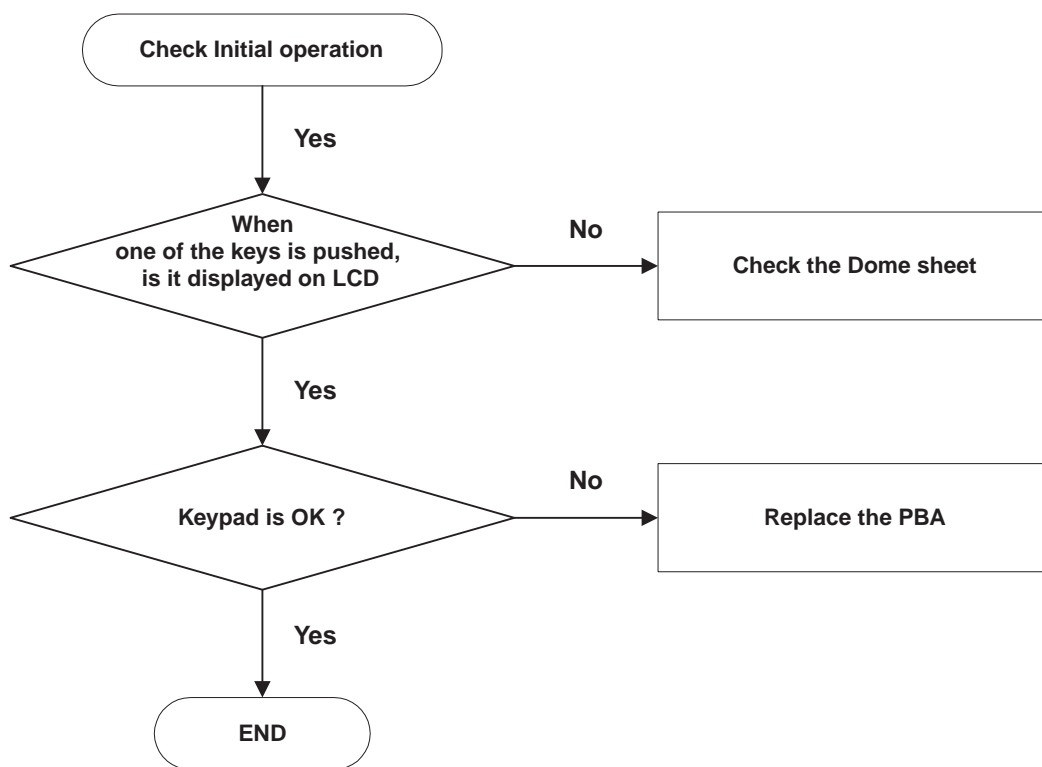 Check Initial operation
Yes
When
one of the keys is pushed,
is it displayed on LCD
No
Check the Dome sheet
Yes
Keypad is OK ?
No
Replace the PBA
Yes
END